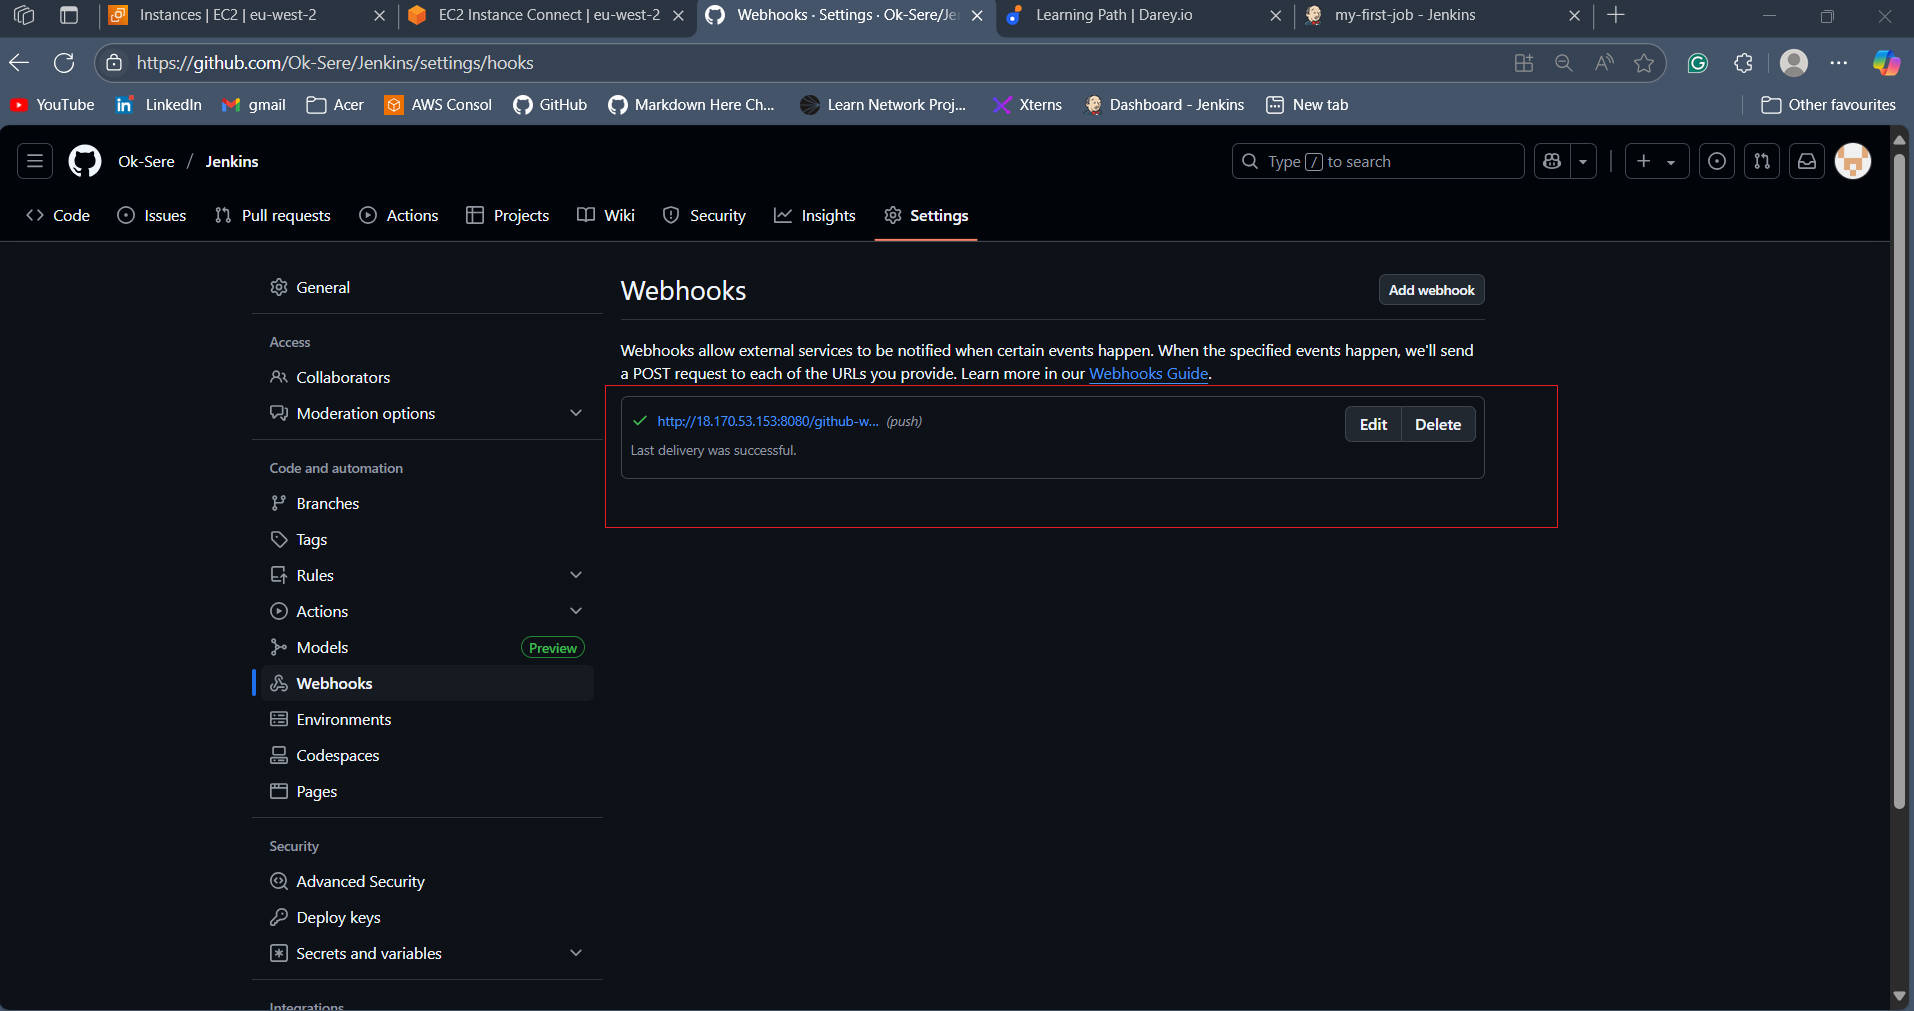 Instances | EC2 | eu-west-2
EC2 Instance Connect | eu-west-2
Webhooks · Settings · Ok-Sere/Je
Learning Path | Darey.io
my-first-job - Jenkins
https://github.com/Ok-Sere/Jenkins/settings/hooks
YouTube
LinkedIn
gmail
Acer
AWS Consol
GitHub
Markdown Here Ch...
Learn Network Proj...
Xterns
Dashboard - Jenkins
New tab
Other favourites
Ok-Sere / Jenkins
Type / to search
Code
Issues
Pull requests
Actions
Projects
Wiki
Security
Insights
Settings
General
Access
Collaborators
Moderation options
Code and automation
Branches
Tags
Rules
Actions
Models
Preview
Webhooks
Environments
Codespaces
Pages
Security
Advanced Security
Deploy keys
Secrets and variables
Integrations
Webhooks
Add webhook
Webhooks allow external services to be notified when certain events happen. When the specified events happen, we'll send
a POST request to each of the URLs you provide. Learn more in our Webhooks Guide.
http://18.170.53.153:8080/github-w... (push)
Edit
Delete
Last delivery was successful.